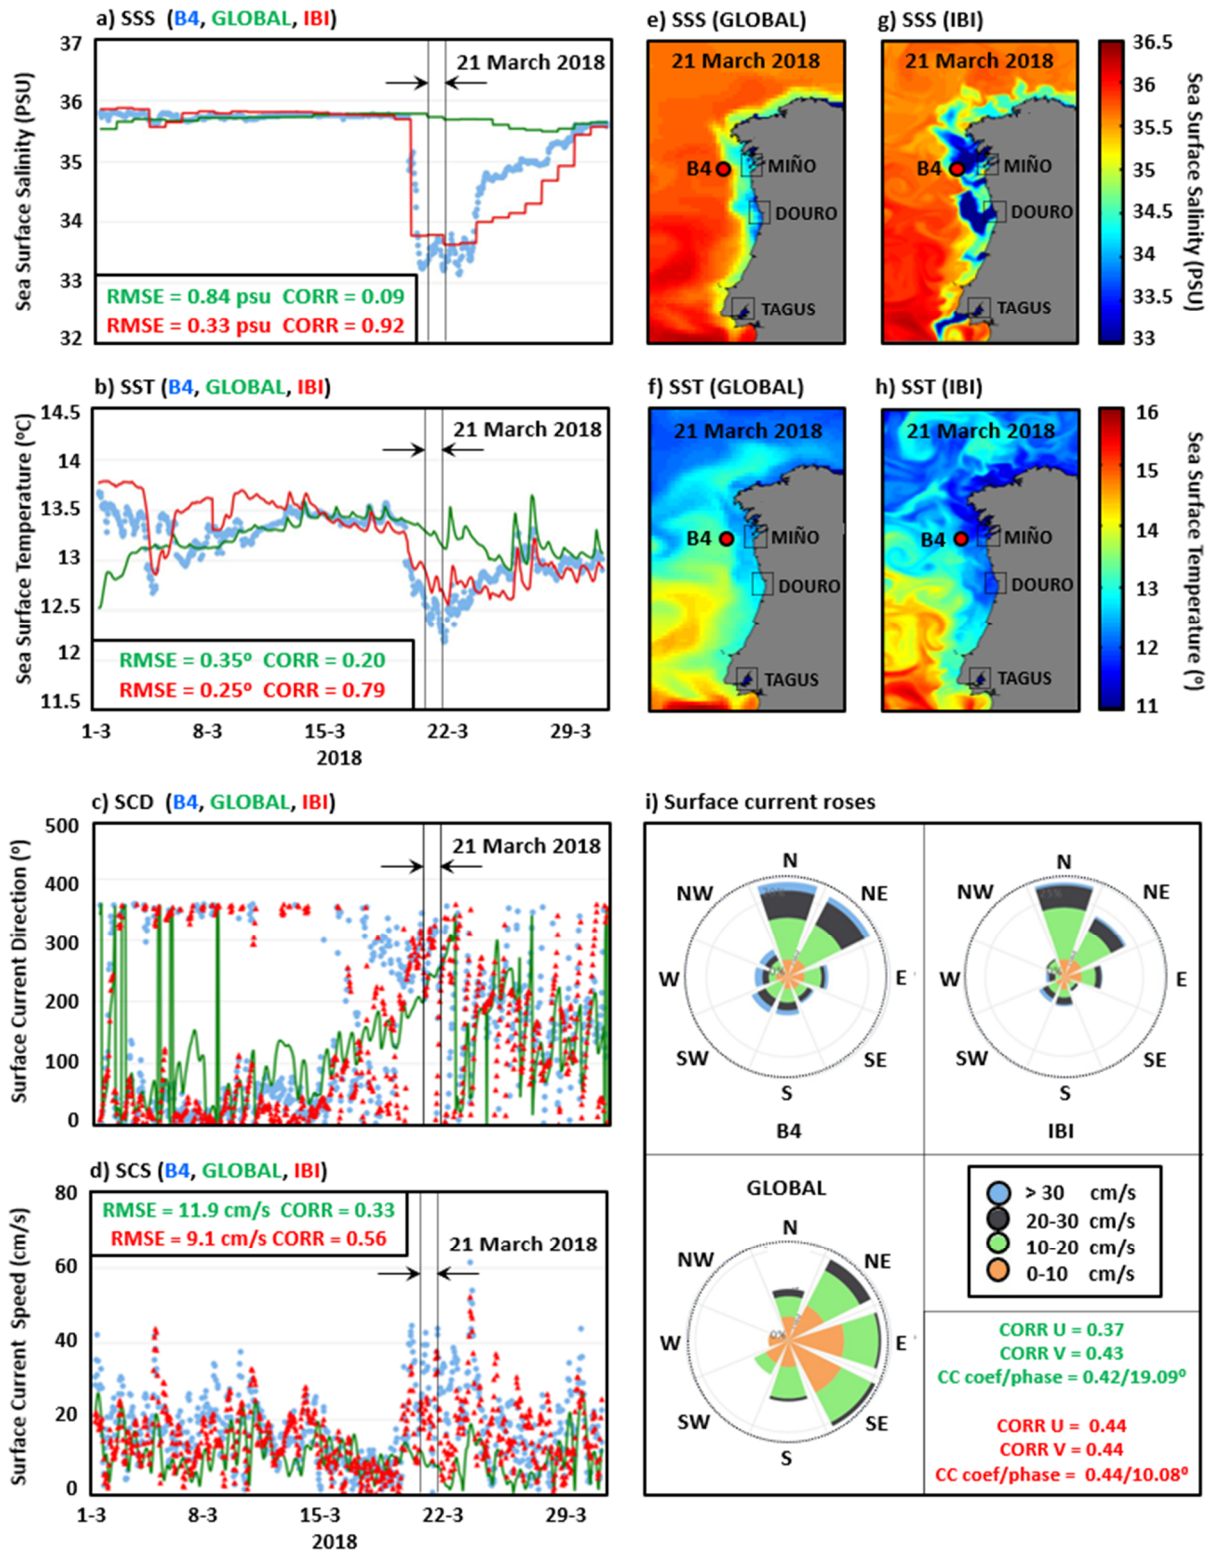 a) SSS (B4, GLOBAL, IBI)
37
36
35
34
33
32
Sea Surface Salinity (PSU)
21 March 2018
RMSE = 0.84 psu CORR = 0.09
RMSE = 0.33 psu CORR = 0.92
e) SSS (GLOBAL)
21 March 2018
B4
MIÑO
DOURO
TAGUS
g) SSS (IBI)
21 March 2018
B4
MIÑO
DOURO
TAGUS
36.5
36
35.5
35
34.5
34
33.5
33
Sea Surface Salinity (PSU)
b) SST (B4, GLOBAL, IBI)
14.5
14
13.5
13
12.5
12
11.5
Sea Surface Temperature (ºC)
21 March 2018
RMSE = 0.35º CORR = 0.20
RMSE = 0.25º CORR = 0.79
1-3 8-3 15-3 22-3 29-3
2018
f) SST (GLOBAL)
21 March 2018
B4
MIÑO
DOURO
TAGUS
h) SST (IBI)
21 March 2018
B4
MIÑO
DOURO
TAGUS
16
15
14
13
12
11
Sea Surface Temperature (º)
c) SCD (B4, GLOBAL, IBI)
500
400
300
200
100
0
Surface Current Direction (º)
21 March 2018
d) SCS (B4, GLOBAL, IBI)
80
60
40
20
0
Surface Current Speed (cm/s)
RMSE = 11.9 cm/s CORR = 0.33
RMSE = 9.1 cm/s CORR = 0.56
21 March 2018
1-3 8-3 15-3 22-3 29-3
2018
i) Surface current roses
N
NW NE
W E
SW SE
S
B4
N
NW NE
W E
SW SE
S
IBI
GLOBAL
N
NW NE
0%
W E
SW SE
S
> 30 cm/s
20-30 cm/s
10-20 cm/s
0-10 cm/s
CORR U = 0.37
CORR V = 0.43
CC coef/phase = 0.42/19.09º
CORR U = 0.44
CORR V = 0.44
CC coef/phase = 0.44/10.08º